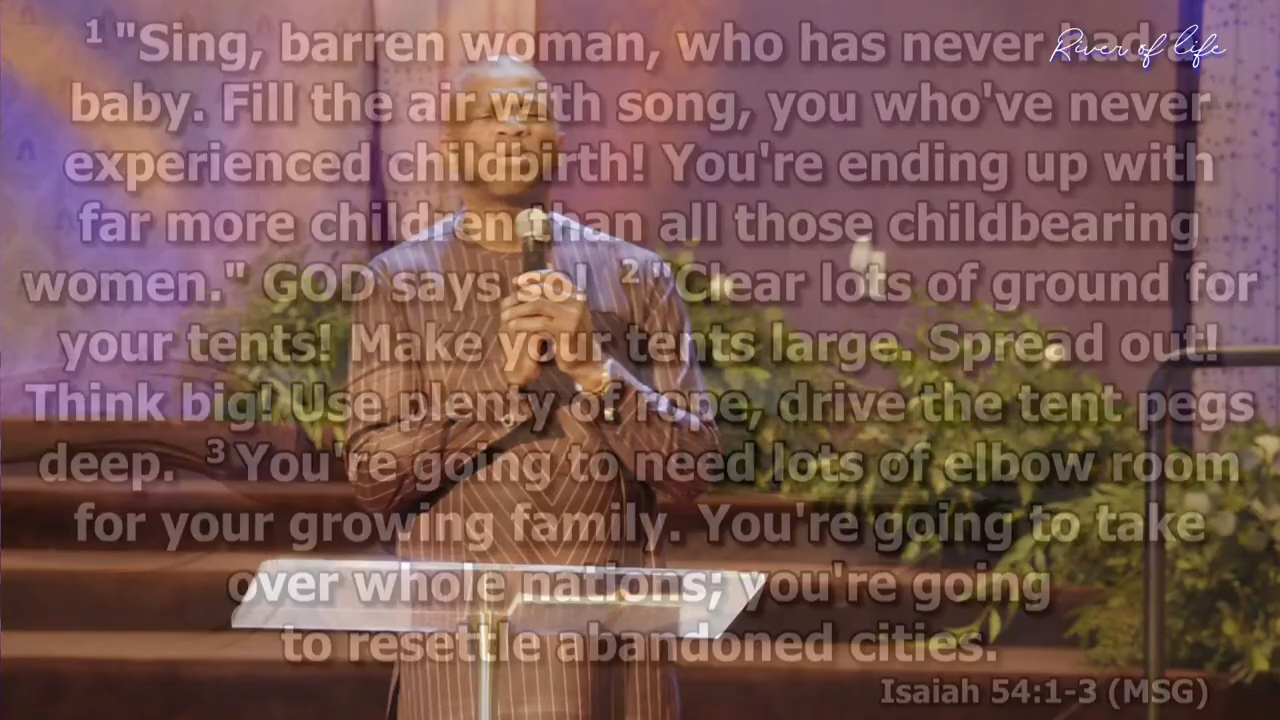 River of life
1 "Sing, barren woman, who has never had a
baby. Fill the air with song, you who've never
experienced childbirth! You're ending up with
far more children than all those childbearing
women." GOD says so! 2 "Clear lots of ground for
your tents! Make your tents large. Spread out!
Think big! Use plenty of rope, drive the tent pegs
deep. 3 You're going to need lots of elbow room
for your growing family. You're going to take
over whole nations; you're going
to resettle abandoned cities.
Isaiah 54:1-3 (MSG)